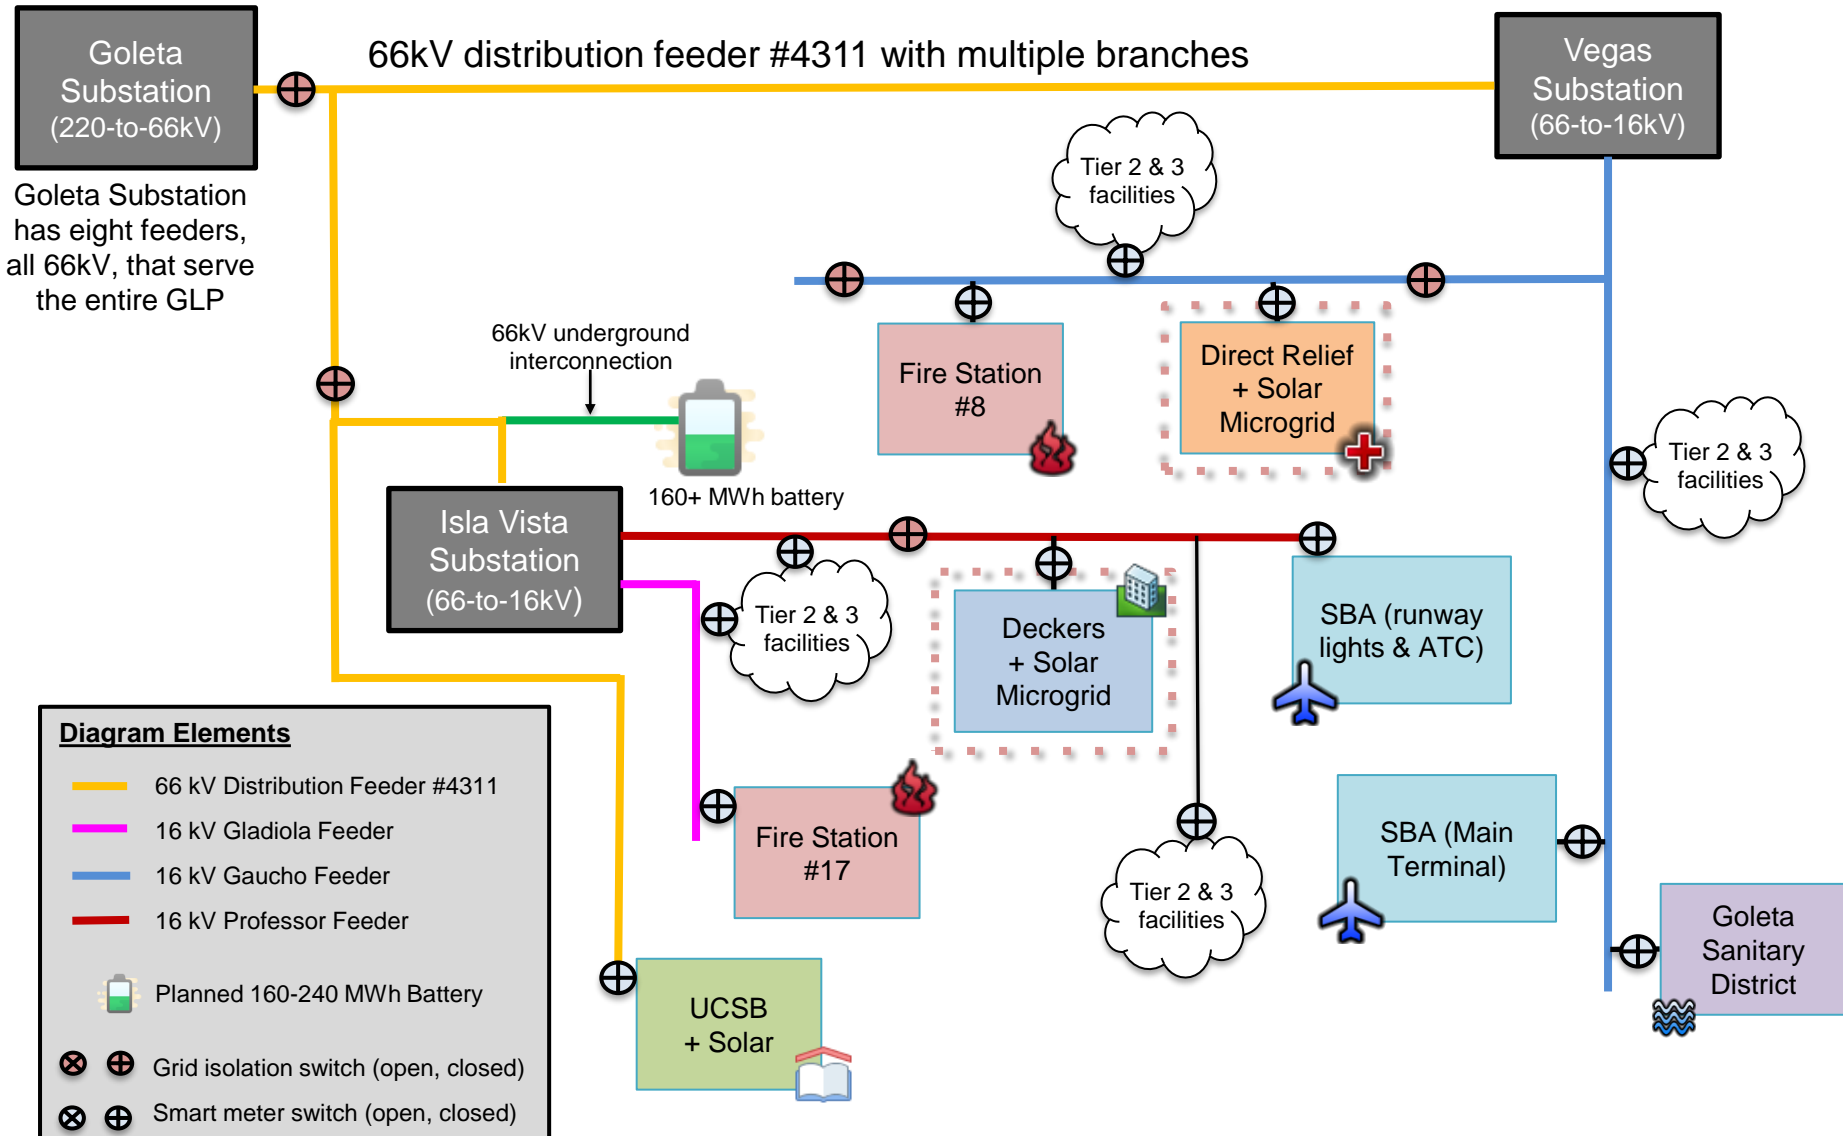 Goleta
Substation
(220-to-66kV)
66kV distribution feeder #4311 with multiple branches
Vegas
Substation
(66-to-16kV)
Goleta Substation
has eight feeders,
all 66kV, that serve
the entire GLP
Tier 2 & 3
facilities
66kV underground
interconnection
160+ MWh battery
Fire Station
#8
Direct Relief
+ Solar
Microgrid
Tier 2 & 3
facilities
Isla Vista
Substation
(66-to-16kV)
Tier 2 & 3
facilities
Deckers
+ Solar
Microgrid
SBA (runway
lights & ATC)
Fire Station
#17
Tier 2 & 3
facilities
SBA (Main
Terminal)
Goleta
Sanitary
District
UCSB
+ Solar
Diagram Elements
66 kV Distribution Feeder #4311
16 kV Gladiola Feeder
16 kV Gaucho Feeder
16 kV Professor Feeder
Planned 160-240 MWh Battery
Grid isolation switch (open, closed)
Smart meter switch (open, closed)